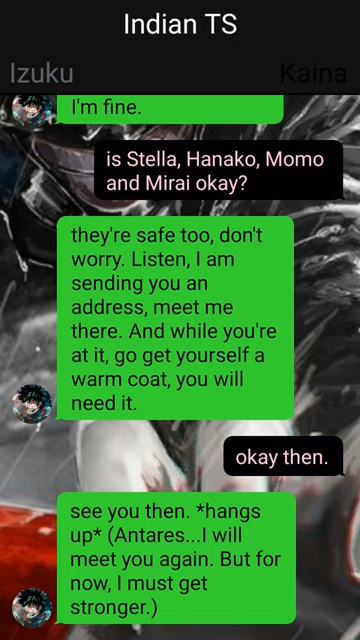 Indian TS
Izuku
Kaina
I'm fine.
is Stella, Hanako, Momo
and Mirai okay?
they're safe too, don't
worry. Listen, I am
sending you an
address, meet me
there. And while you're
at it, go get yourself a
warm coat, you will
need it.
okay then.
see you then. *hangs
up* (Antares...I will
meet you again. But for
now, I must get
stronger.)